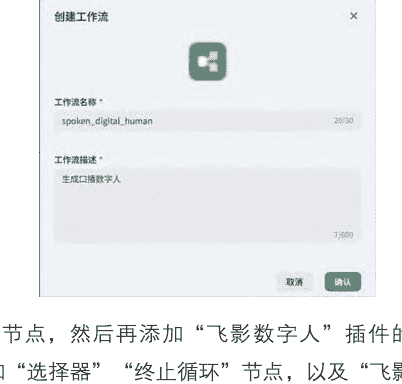 创建工作流
×
工作流名称 *
spoken_digital_human 20/30
工作流描述 *
生成口播数字人
7/600
取消 确认
节点，然后再添加“飞影数字人”插件的
“选择器”“终止循环”节点，以及“飞影